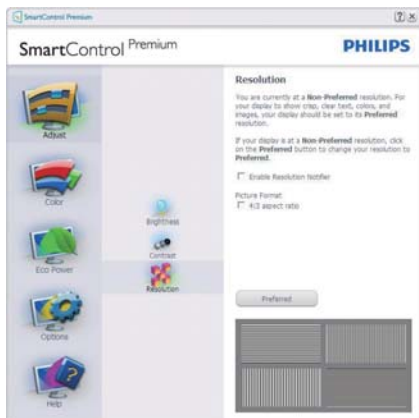 SmartControl Premium
SmartControl Premium
PHILIPS
Adjust
Color
Eco Power
Options
Help
Brightness
Contrast
Resolution
Resolution
You are currently at a Non-Preferred resolution. For
your display to show crisp, clear text, colors, and
images, your display should be set to its Preferred
resolution.
If your display is at a Non-Preferred resolution, click
on the Preferred button to change your resolution to
Preferred.
Enable Resolution Notifier
Picture Format
4:3 aspect ratio
Preferred